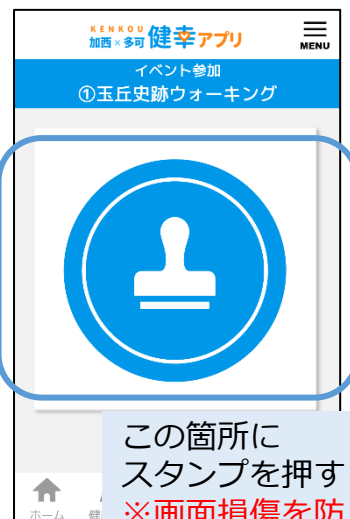 KENKOU
加西×多可 健幸アプリ
MENU
イベント参加
①玉丘史跡ウォーキング
この箇所に
スタンプを押す
※画面損傷を防
ホーム